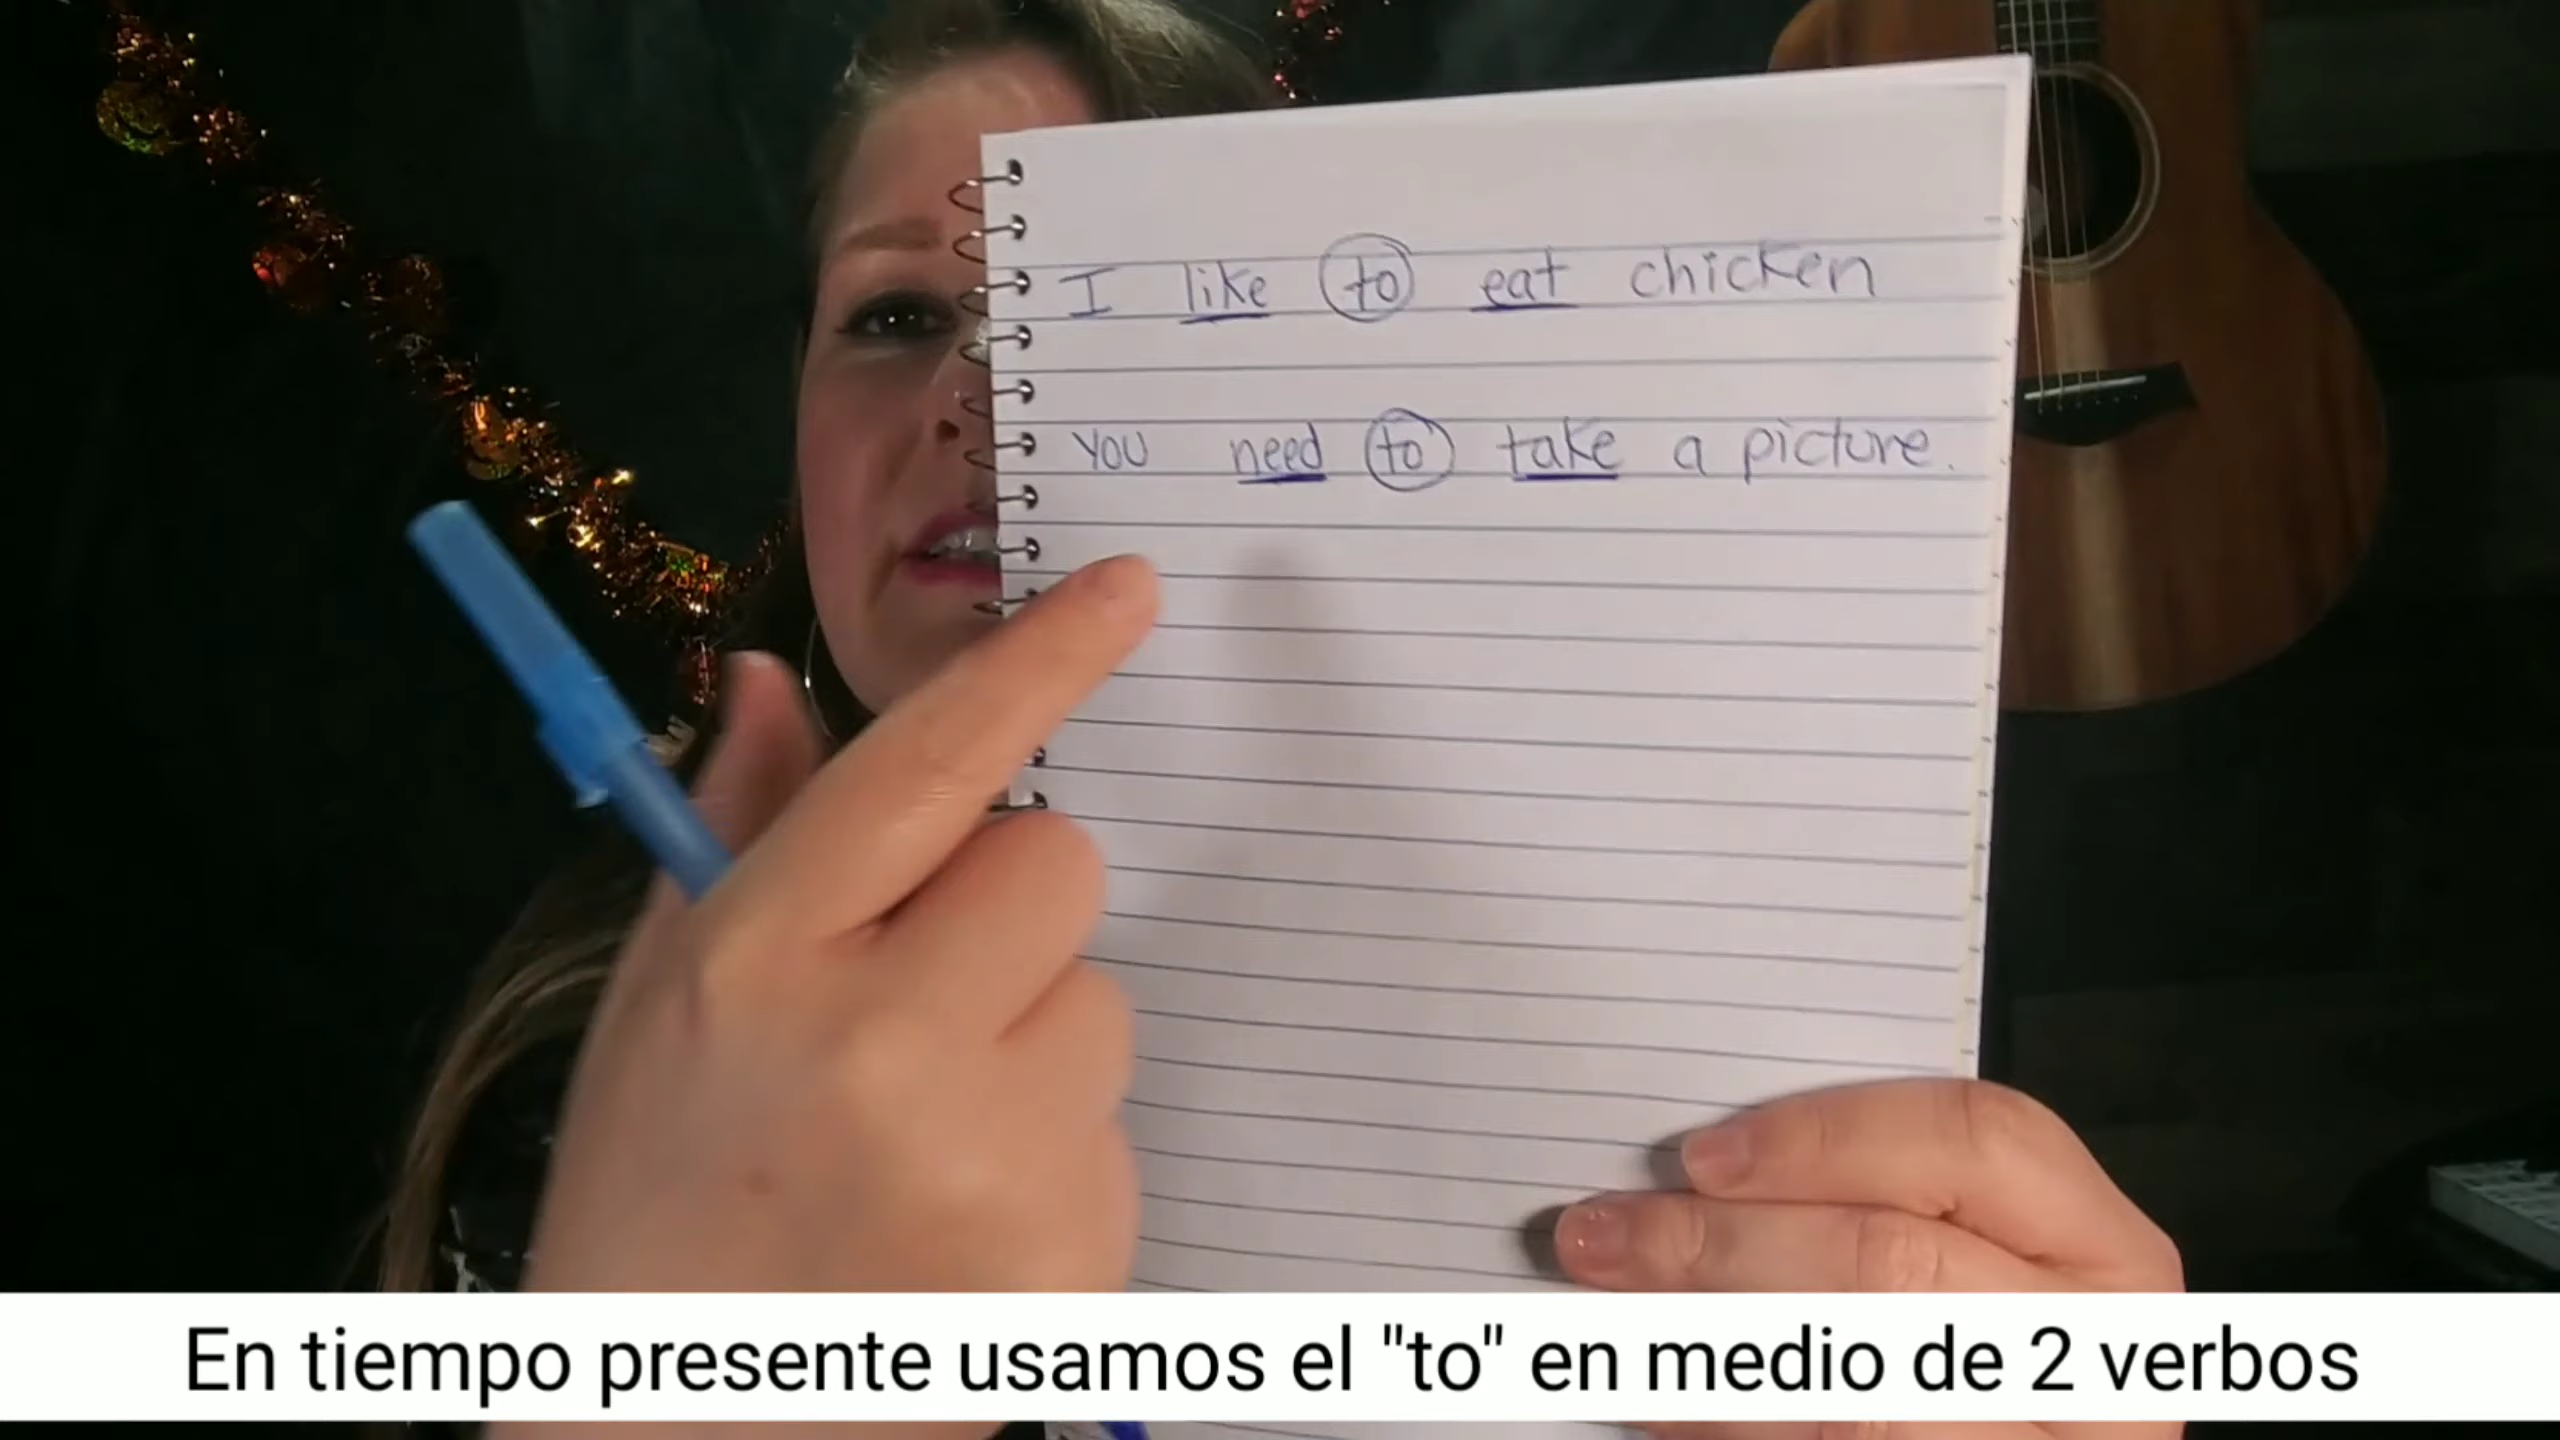 I like to eat chicken
You need to take a picture.
En tiempo presente usamos el "to" en medio de 2 verbos